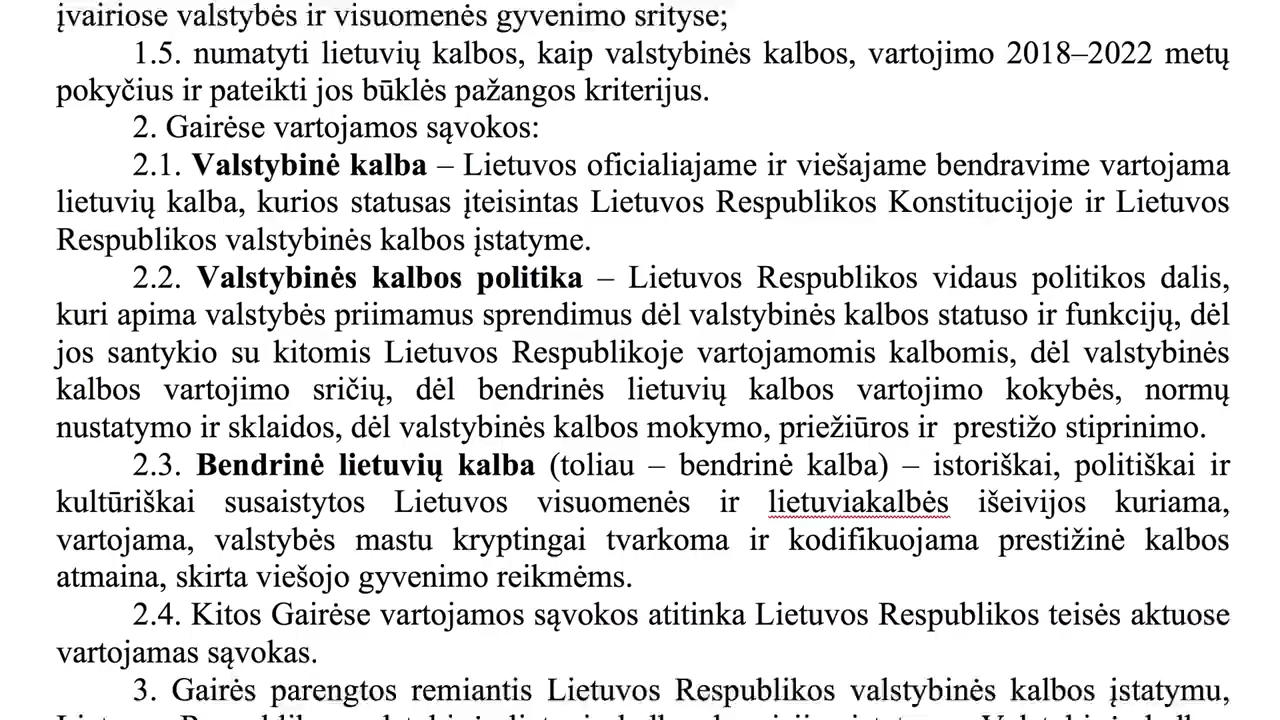 įvairiose valstybės ir visuomenės gyvenimo srityse;
1.5. numatyti lietuvių kalbos, kaip valstybinės kalbos, vartojimo 2018–2022 metų
pokyčius ir pateikti jos būklės pažangos kriterijus.
2. Gairėse vartojamos sąvokos:
2.1. Valstybinė kalba – Lietuvos oficialiajame ir viešajame bendravime vartojama
lietuvių kalba, kurios statusas įteisintas Lietuvos Respublikos Konstitucijoje ir Lietuvos
Respublikos valstybinės kalbos įstatyme.
2.2. Valstybinės kalbos politika – Lietuvos Respublikos vidaus politikos dalis,
kuri apima valstybės priimamus sprendimus dėl valstybinės kalbos statuso ir funkcijų, dėl
jos santykio su kitomis Lietuvos Respublikoje vartojamomis kalbomis, dėl valstybinės
kalbos vartojimo sričių, dėl bendrinės lietuvių kalbos vartojimo kokybės, normų
nustatymo ir sklaidos, dėl valstybinės kalbos mokymo, priežiūros ir  prestižo stiprinimo.
2.3. Bendrinė lietuvių kalba (toliau – bendrinė kalba) – istoriškai, politiškai ir
kultūriškai susaistytos Lietuvos visuomenės ir lietuviakalbės išeivijos kuriama,
vartojama, valstybės mastu kryptingai tvarkoma ir kodifikuojama prestižinė kalbos
atmaina, skirta viešojo gyvenimo reikmėms.
2.4. Kitos Gairėse vartojamos sąvokos atitinka Lietuvos Respublikos teisės aktuose
vartojamas sąvokas.
3. Gairės parengtos remiantis Lietuvos Respublikos valstybinės kalbos įstatymu,